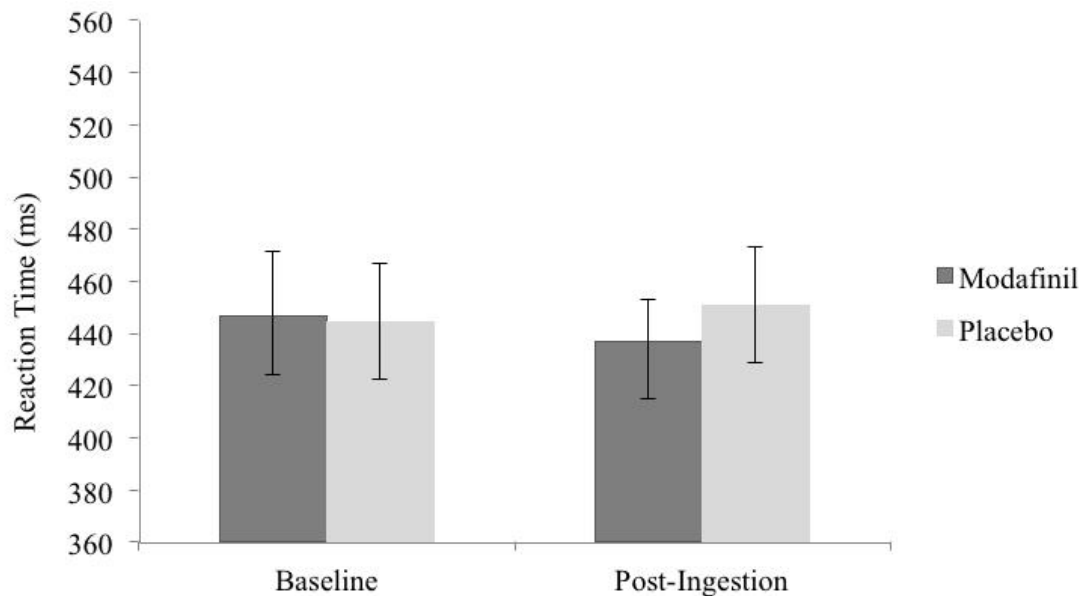 560
540
520
500
480
460
440
420
400
380
360
Reaction Time (ms)
Baseline
Post-Ingestion
Modafinil
Placebo